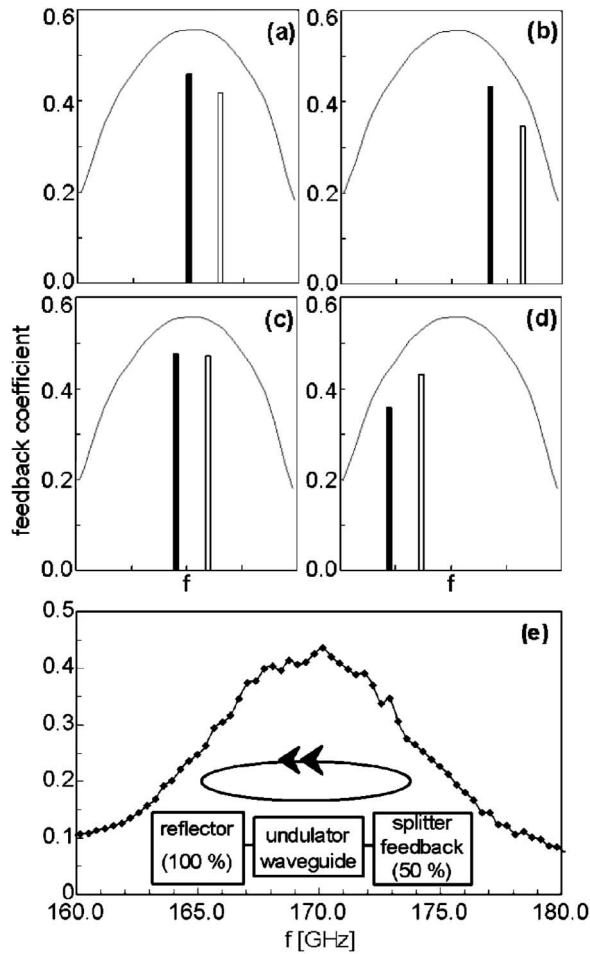 0.6
0.4
0.2
0.0
(a)
0.6
0.4
0.2
0.0
(b)
0.6
0.4
0.2
0.0
(c)
f
0.6
0.4
0.2
0.0
(d)
f
feedback coefficient
0.5
0.4
0.3
0.2
0.1
0
(e)
reflector
(100 %)
undulator
waveguide
splitter
feedback
(50 %)
160.0 165.0 170.0 175.0 180.0
f [GHz]